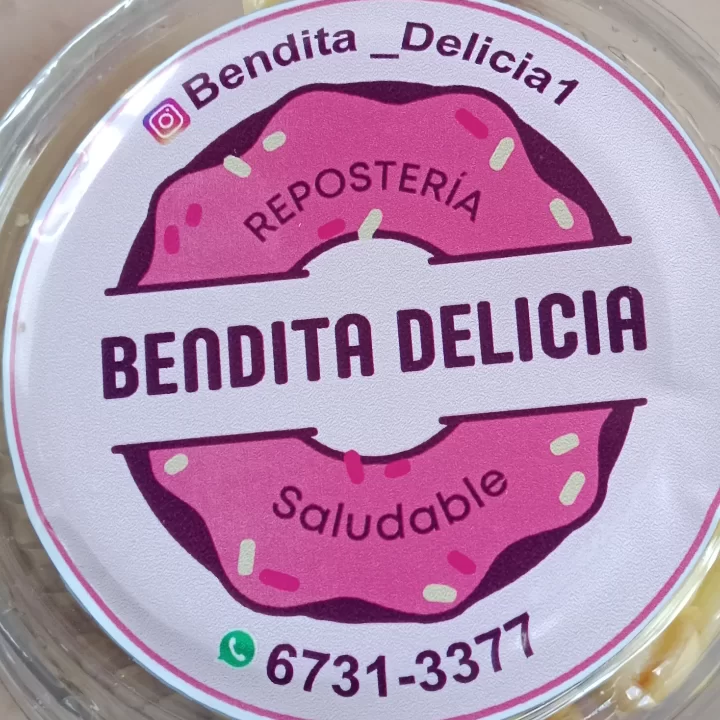 Bendita _Delicia1
REPOSTERÍA
BENDITA DELICIA
Saludable
6731-3377